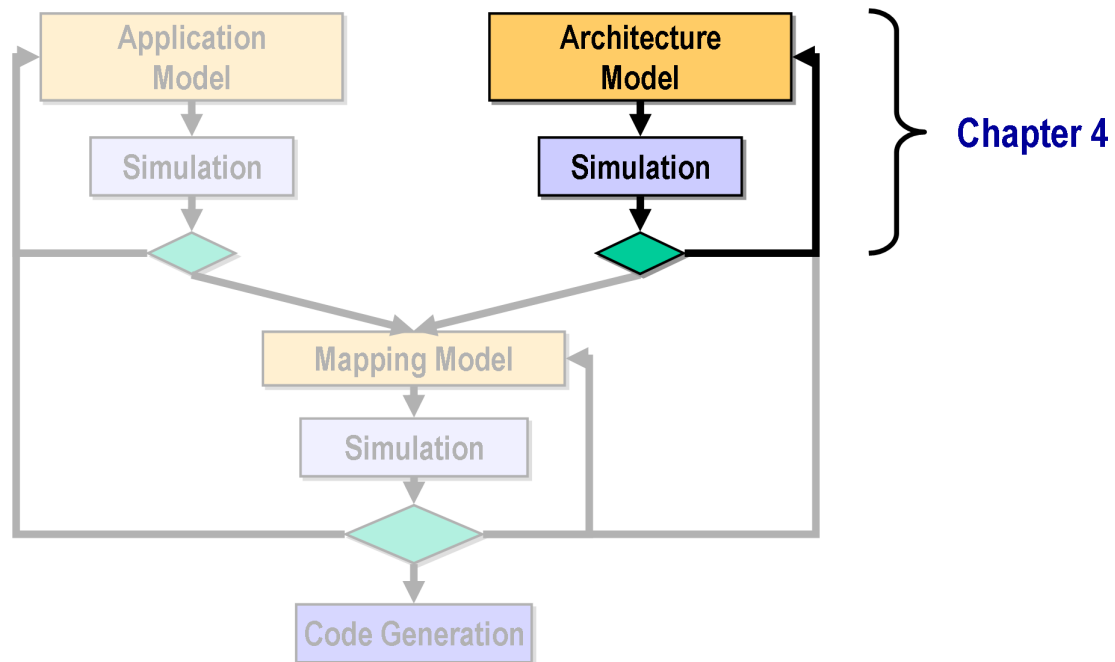 Application
Model
Simulation
Architecture
Model
Simulation
Chapter 4
Mapping Model
Simulation
Code Generation